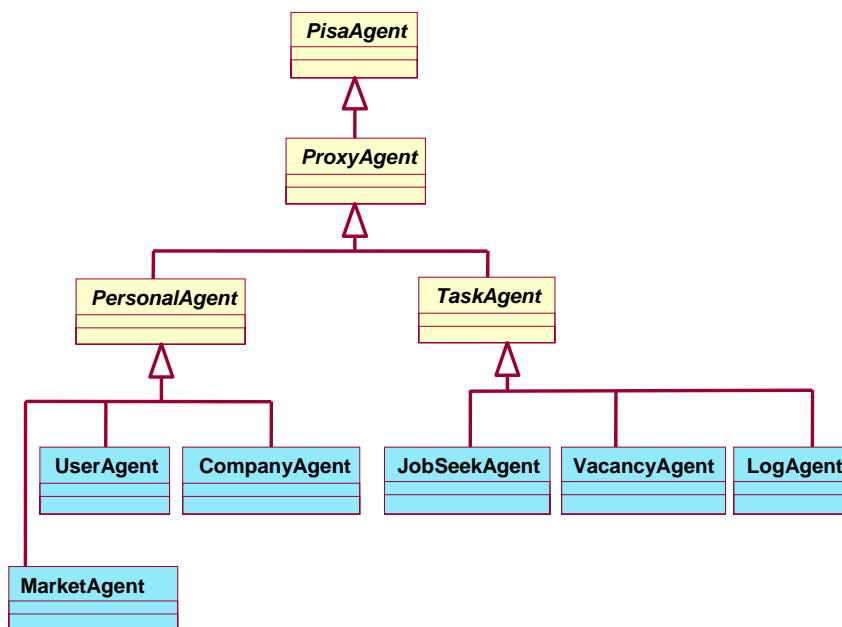 PisaAgent
ProxyAgent
PersonalAgent
TaskAgent
UserAgent
CompanyAgent
JobSeekAgent
VacancyAgent
LogAgent
MarketAgent